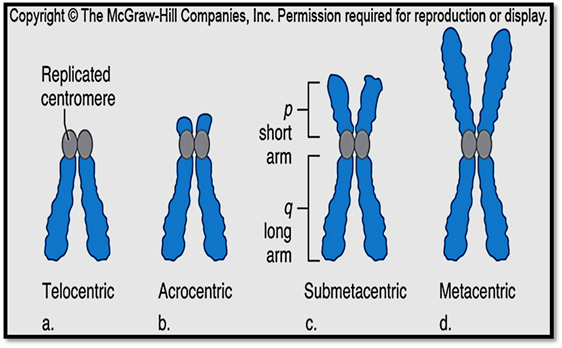 Copyright © The McGraw-Hill Companies, Inc. Permission required for reproduction or display.
Replicated
centromere
p
short
arm
q
long
arm
Telocentric
Acrocentric
Submetacentric
Metacentric
a.
b.
c.
d.